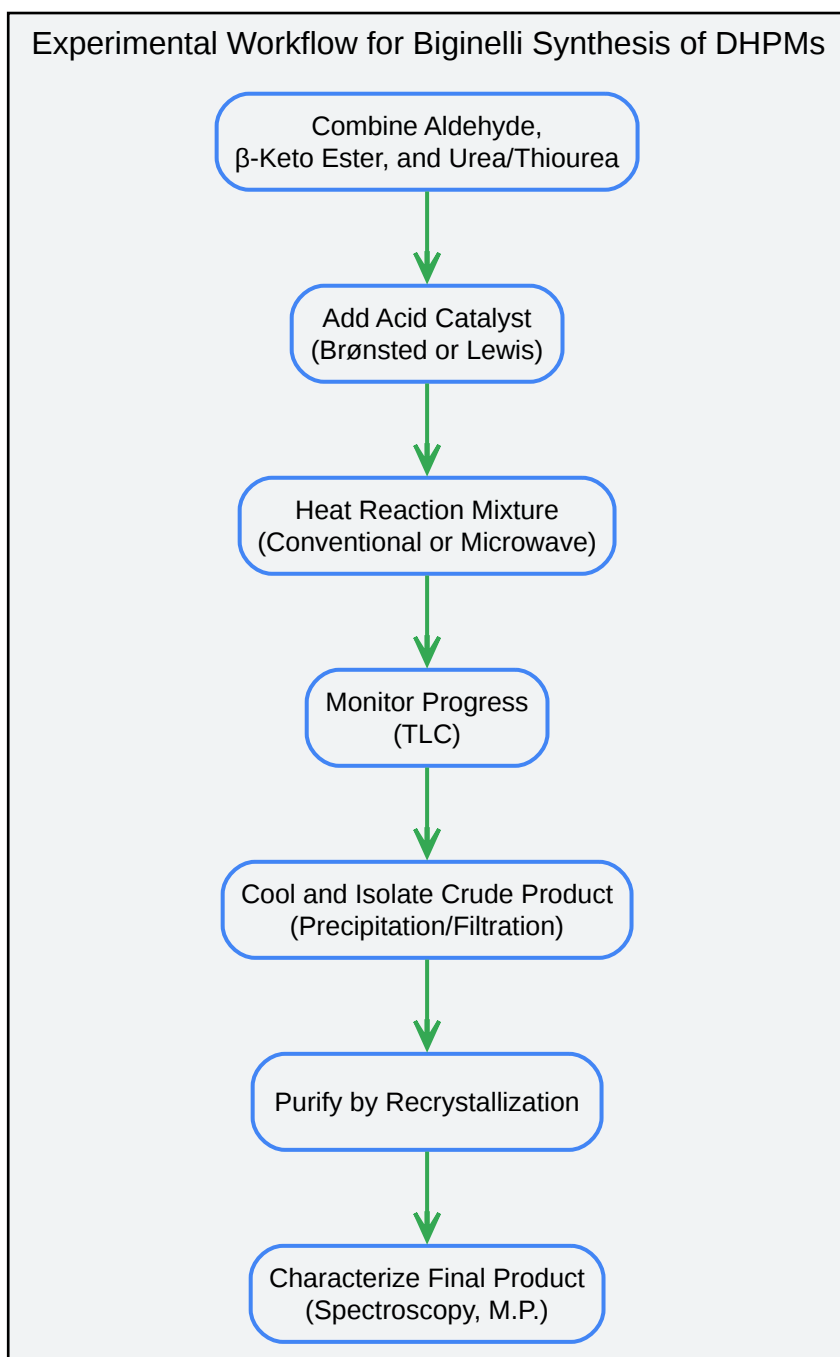 Experimental Workflow for Biginelli Synthesis of DHPMs
Combine Aldehyde,
β-Keto Ester, and Urea/Thiourea
Add Acid Catalyst
(Brønsted or Lewis)
Heat Reaction Mixture
(Conventional or Microwave)
Monitor Progress
(TLC)
Cool and Isolate Crude Product
(Precipitation/Filtration)
Purify by Recrystallization
Characterize Final Product
(Spectroscopy, M.P.)